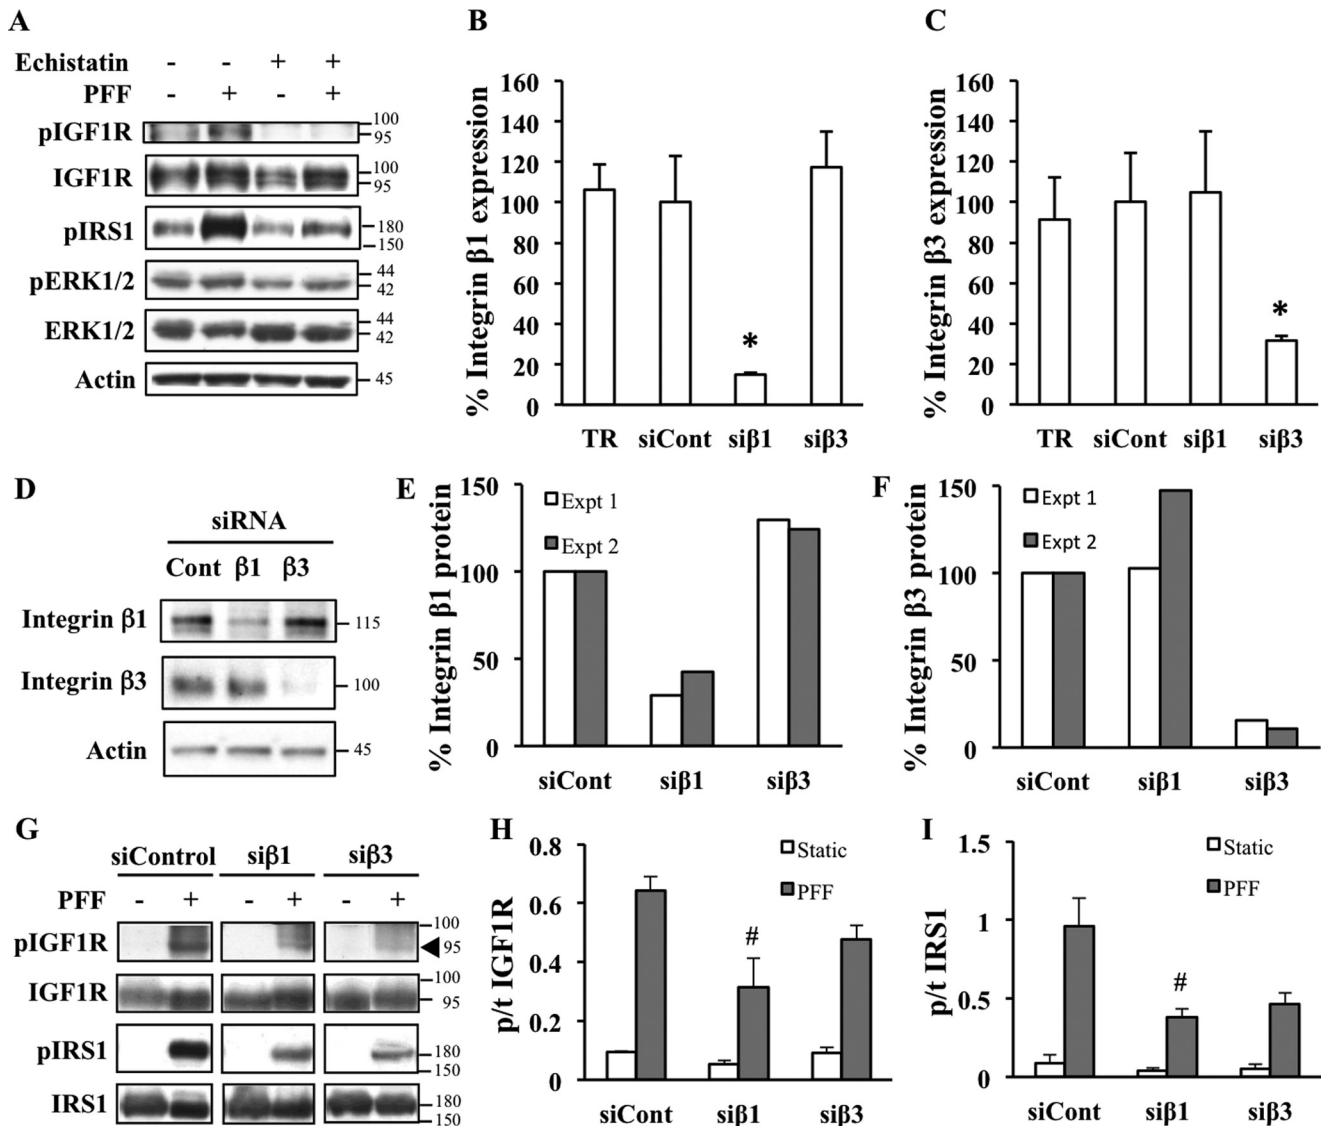 A
Echistatin - - + +
PFF - + - +
pIGF1R 100 95
IGF1R 100 95
pIRS1 180 150
pERK1/2 44 42
ERK1/2 44 42
Actin 45
B
% Integrin β1 expression
160
140
120
100
80
60
40
20
0
*
TR siCont siβ1 siβ3
C
% Integrin β3 expression
160
140
120
100
80
60
40
20
0
*
TR siCont siβ1 siβ3
D
siRNA
Cont β1 β3
Integrin β1 115
Integrin β3 100
Actin 45
E
% Integrin β1 protein
150
100
50
0
Expt 1
Expt 2
siCont siβ1 siβ3
F
% Integrin β3 protein
150
100
50
0
Expt 1
Expt 2
siCont siβ1 siβ3
G
siControl siβ1 siβ3
PFF - + - + - +
pIGF1R 100 95
IGF1R 100 95
pIRS1 180 150
IRS1 180 150
H
p/t IGF1R
0.8
0.6
0.4
0.2
0
Static
PFF
#
siCont siβ1 siβ3
I
p/t IRS1
1.5
1
0.5
0
Static
PFF
#
siCont siβ1 siβ3